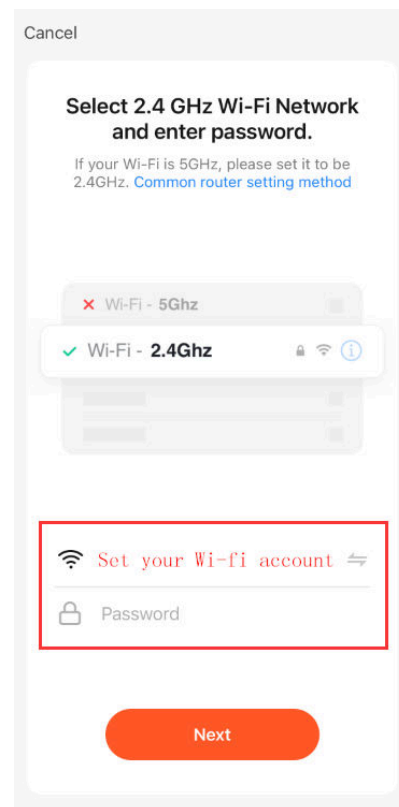 Cancel
Select 2.4 GHz Wi-Fi Network
and enter password.
If your Wi-Fi is 5GHz, please set it to be
2.4GHz. Common router setting method
Wi-Fi - 5Ghz
Wi-Fi - 2.4Ghz
Set your Wi-fi account
Password
Next